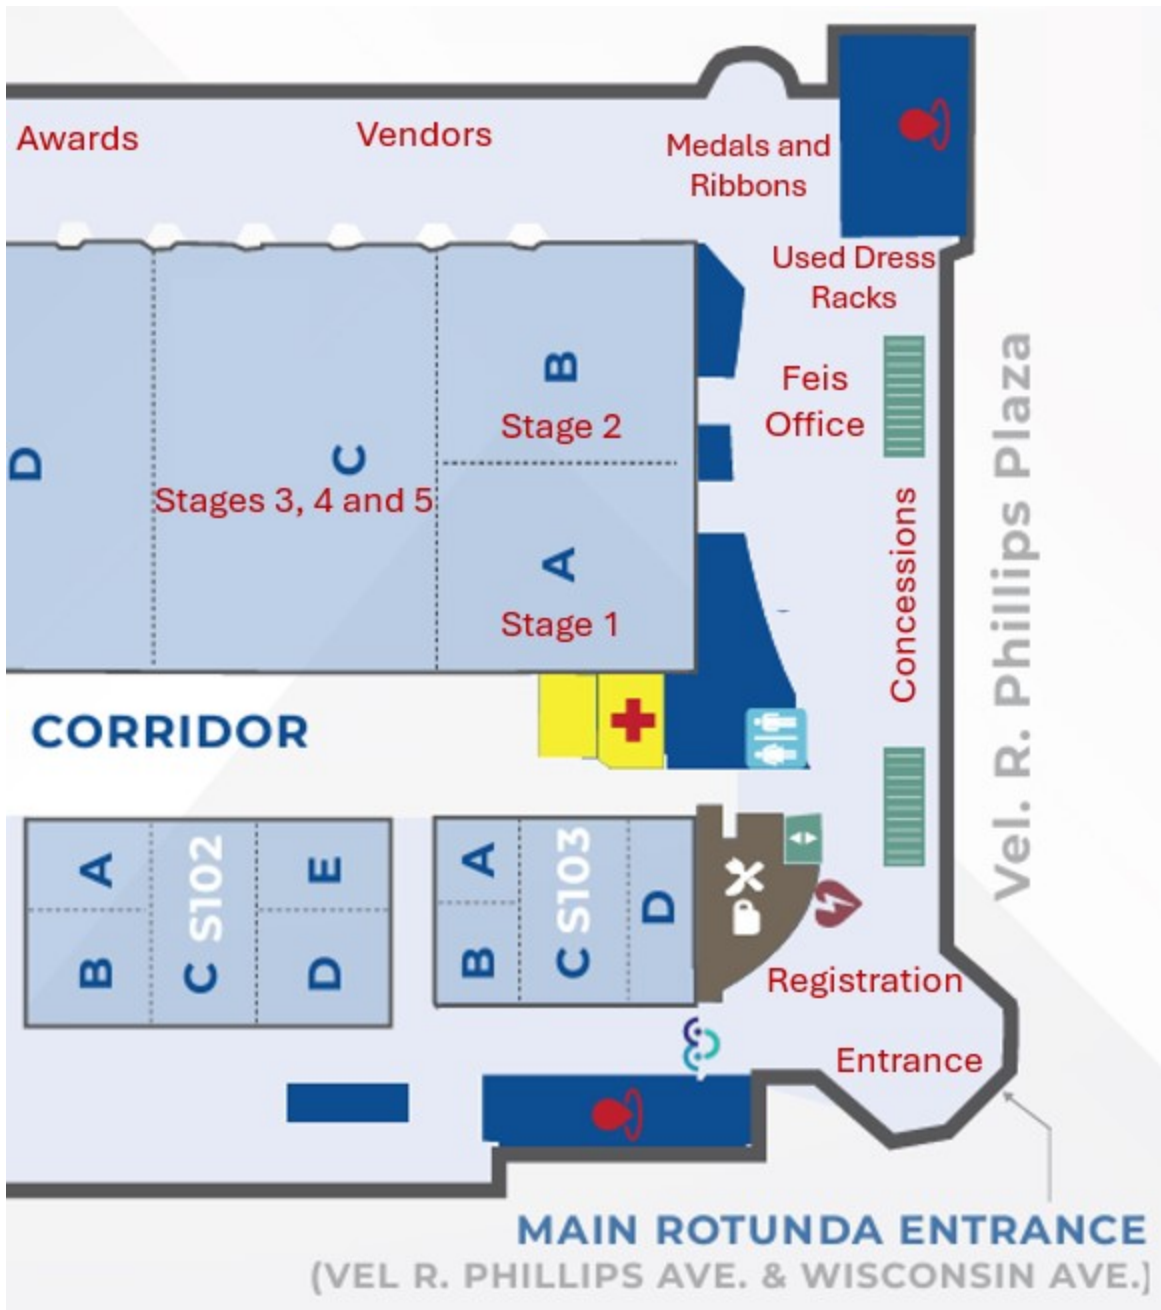 Awards
Vendors
Medals and
Ribbons
Used Dress
Racks
B
Feis
Office
Stage 2
D
C
Stages 3, 4 and 5
A
Stage 1
Concessions
Vel. R. Phillips Plaza
CORRIDOR
A
S102
E
B
C
D
A
S103
D
B
C
Registration
Entrance
MAIN ROTUNDA ENTRANCE
(VEL R. PHILLIPS AVE. & WISCONSIN AVE.)